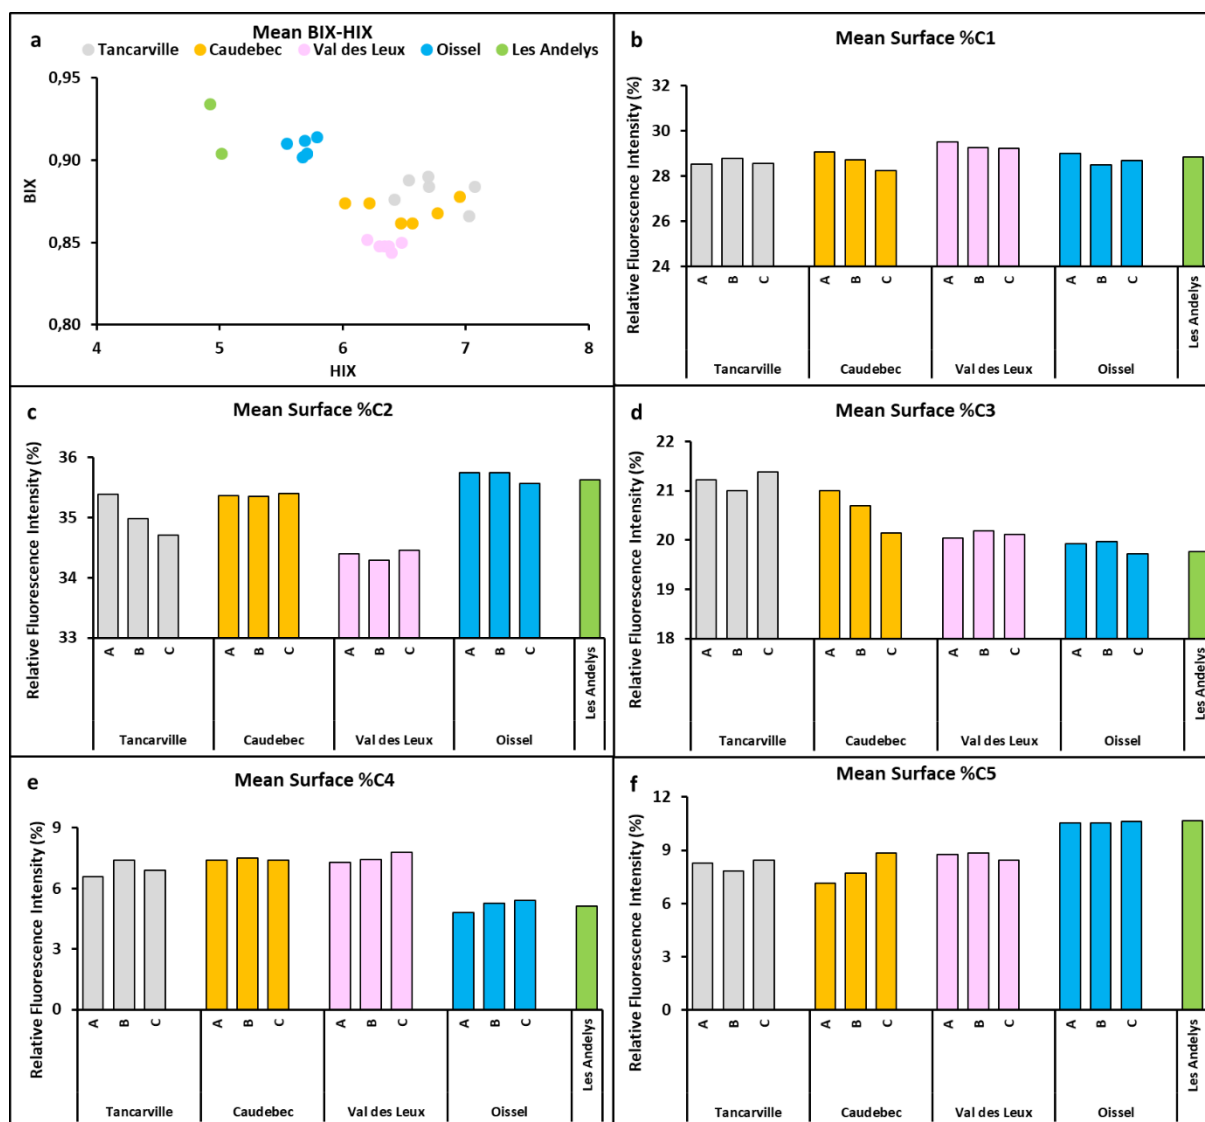 a
Mean BIX-HIX
Tancarville Caudebec Val des Leux Oissel Les Andelys
BIX
0,95
0,90
0,85
0,80
4 5 6 7 8
HIX
b
Mean Surface %C1
Relative Fluorescence Intensity (%)
32
30
28
26
24
A B C A B C A B C A B C Les Andelys
Tancarville Caudebec Val des Leux Oissel
c
Mean Surface %C2
Relative Fluorescence Intensity (%)
36
35
34
33
A B C A B C A B C A B C Les Andelys
Tancarville Caudebec Val des Leux Oissel
d
Mean Surface %C3
Relative Fluorescence Intensity (%)
22
21
20
19
18
A B C A B C A B C A B C Les Andelys
Tancarville Caudebec Val des Leux Oissel
e
Mean Surface %C4
Relative Fluorescence Intensity (%)
9
6
3
0
A B C A B C A B C A B C Les Andelys
Tancarville Caudebec Val des Leux Oissel
f
Mean Surface %C5
Relative Fluorescence Intensity (%)
12
9
6
3
0
A B C A B C A B C A B C Les Andelys
Tancarville Caudebec Val des Leux Oissel